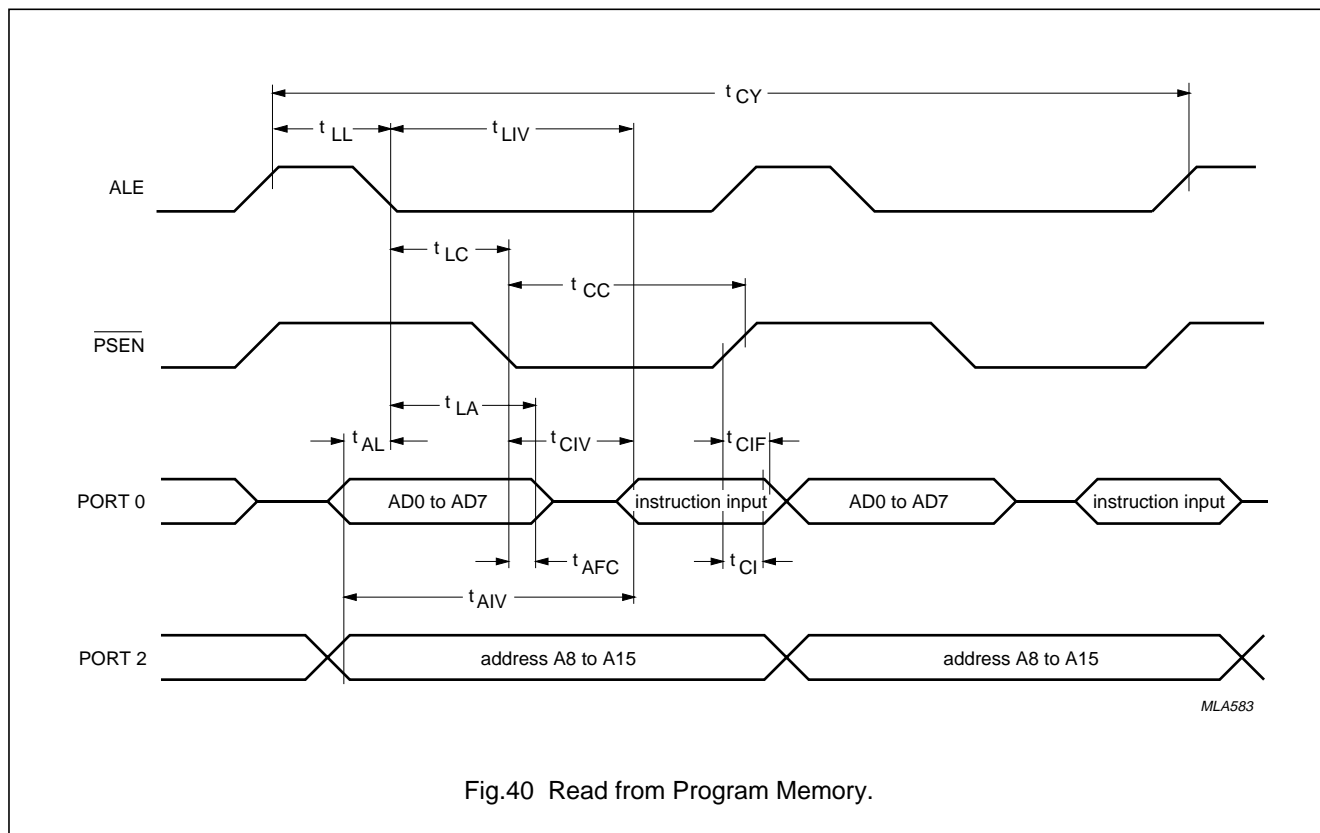 t CY
t LL
t LIV
ALE
t LC
t CC
PSEN
t LA
t AL
t CIV
t CIF
PORT 0
AD0 to AD7
instruction input
AD0 to AD7
instruction input
t AFC
t CI
t AIV
PORT 2
address A8 to A15
address A8 to A15
MLA583
Fig.40 Read from Program Memory.